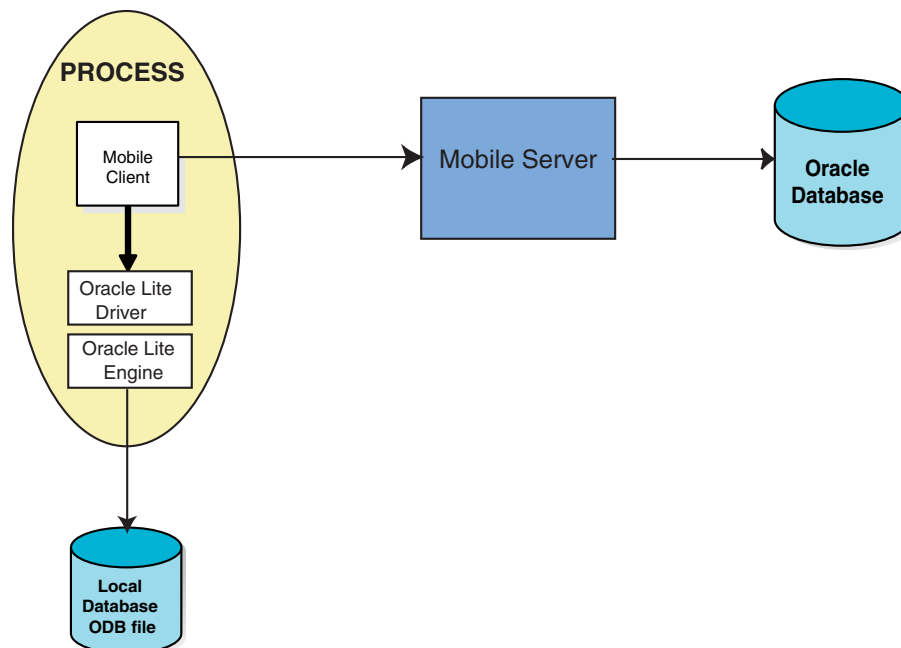 PROCESS
Mobile
Client
Oracle Lite
Driver
Oracle Lite
Engine
Local
Database
ODB file
Mobile Server
Oracle
Database